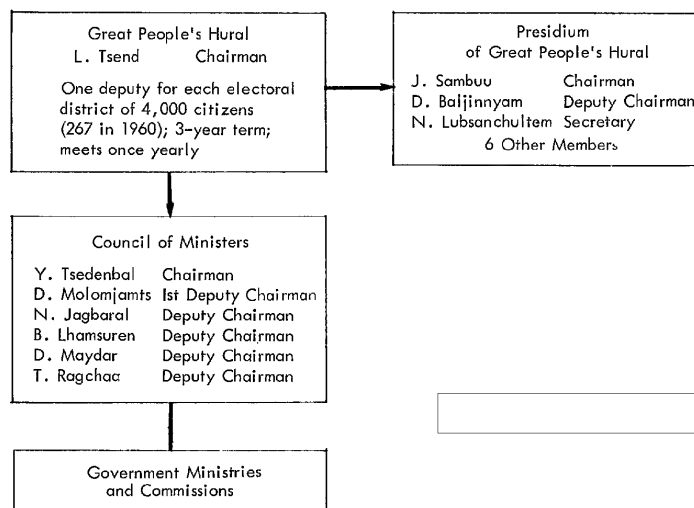 Great People's Hural
L. Tsend Chairman
One deputy for each electoral
district of 4,000 citizens
(267 in 1960); 3-year term;
meets once yearly
Presidium
of Great People's Hural
J. Sambuu Chairman
D. Baljinnyam Deputy Chairman
N. Lubsanchultem Secretary
6 Other Members
Council of Ministers
Y. Tsedenbal Chairman
D. Molomjamts 1st Deputy Chairman
N. Jagbaral Deputy Chairman
B. Lhamsuren Deputy Chairman
D. Maydar Deputy Chairman
T. Ragchaa Deputy Chairman
Government Ministries
and Commissions